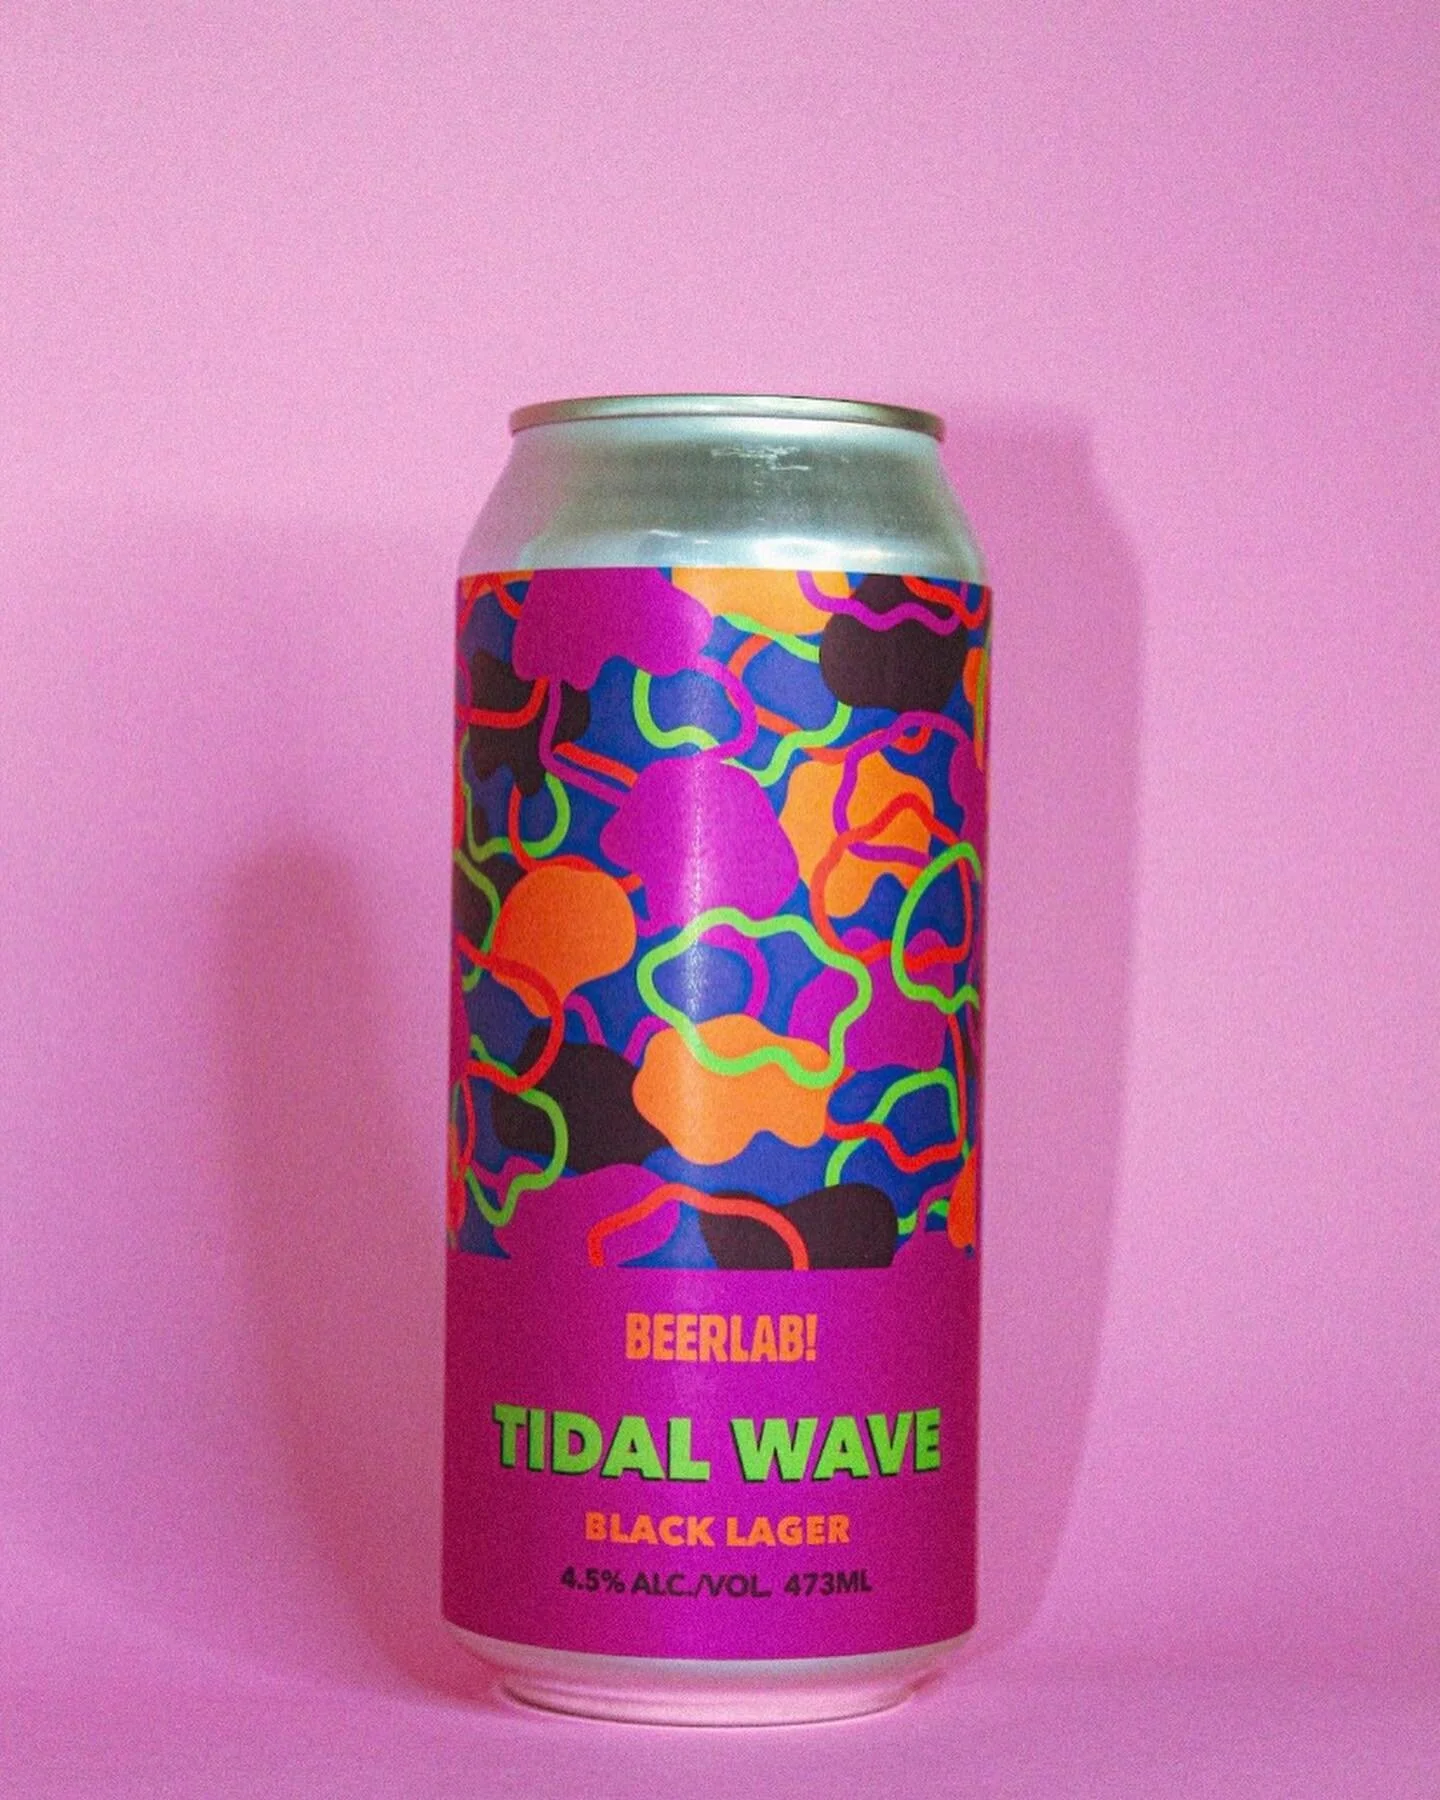 BEERLAB!
TIDAL WAVE
BLACK LAGER
4.5% ALC./VOL. 473ML